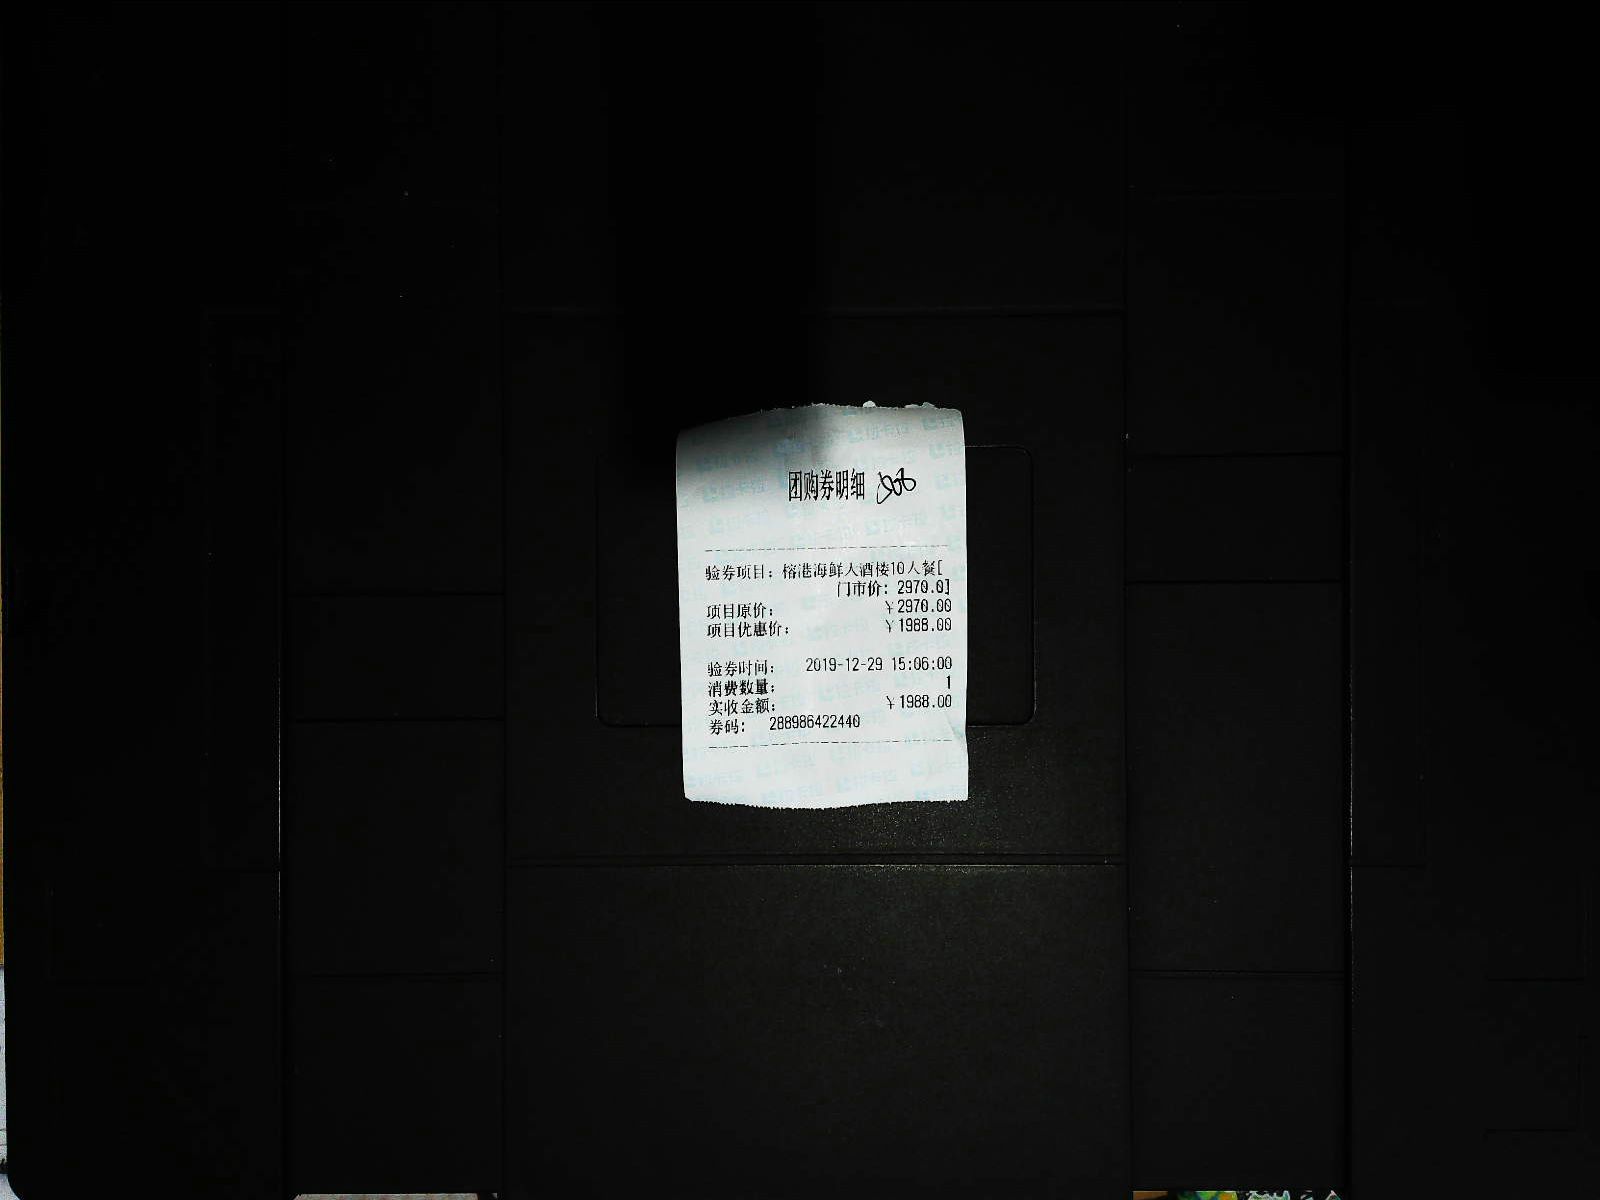 团购券明细
验券项目：榕港海鲜大酒楼10人餐[
门市价：2970.0]
项目原价： ￥2970.00
项目优惠价： ￥1988.00
验券时间： 2019-12-29 15:06:00
消费数量： 1
实收金额： ￥1988.00
券码： 288986422440